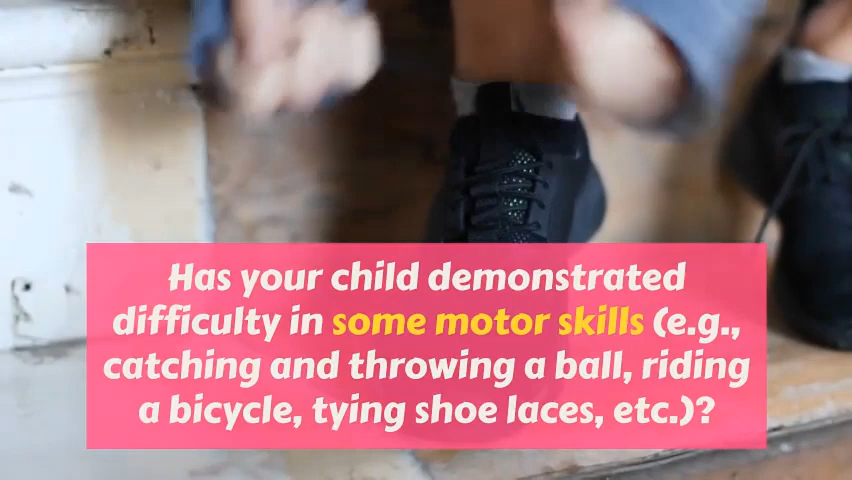 Has your child demonstrated
difficulty in some motor skills (e.g.,
catching and throwing a ball, riding
a bicycle, tying shoe laces, etc.)?